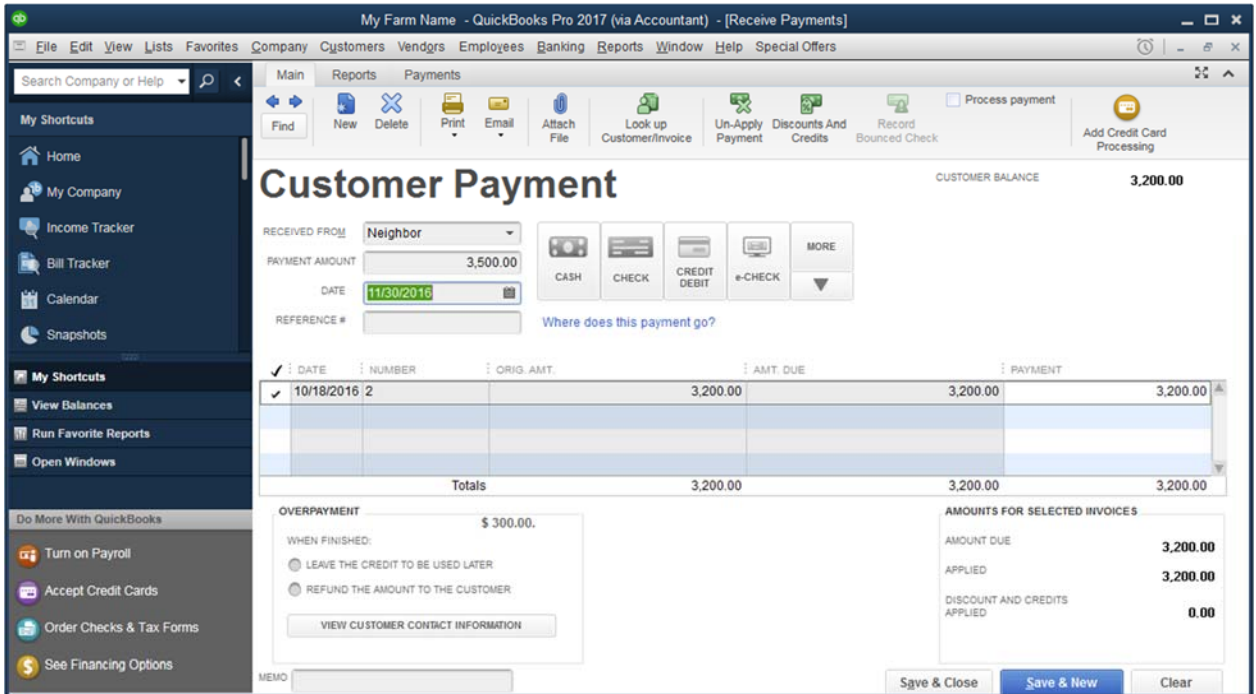 My Farm Name - QuickBooks Pro 2017 (via Accountant) - [Receive Payments]
File Edit View Lists Favorites Company Customers Vendors Employees Banking Reports Window Help Special Offers
Search Company or Help
My Shortcuts
Home
My Company
Income Tracker
Bill Tracker
Calendar
Snapshots
My Shortcuts
View Balances
Run Favorite Reports
Open Windows
Do More With QuickBooks
Turn on Payroll
Accept Credit Cards
Order Checks & Tax Forms
See Financing Options
Main Reports Payments
Find
New
Delete
Print
Email
Attach
File
Look up
Customer/Invoice
Un-Apply
Payment
Discounts And
Credits
Record
Bounced Check
Process payment
Add Credit Card
Processing
Customer Payment
CUSTOMER BALANCE 3,200.00
RECEIVED FROM Neighbor
PAYMENT AMOUNT 3,500.00
DATE 11/30/2016
REFERENCE #
CASH
CHECK
CREDIT
DEBIT
e-CHECK
MORE
Where does this payment go?
DATE NUMBER ORIG. AMT. AMT. DUE PAYMENT
10/18/2016 2 3,200.00 3,200.00 3,200.00
Totals 3,200.00 3,200.00 3,200.00
OVERPAYMENT
$ 300.00.
WHEN FINISHED:
LEAVE THE CREDIT TO BE USED LATER
REFUND THE AMOUNT TO THE CUSTOMER
VIEW CUSTOMER CONTACT INFORMATION
AMOUNTS FOR SELECTED INVOICES
AMOUNT DUE 3,200.00
APPLIED 3,200.00
DISCOUNT AND CREDITS
APPLIED 0.00
MEMO
Save & Close Save & New Clear